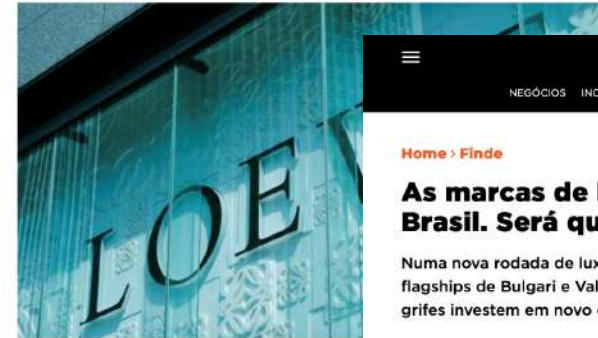 LOE
NEGÓCIOS
Home > Finde
As marcas de
Brasil. Será qu
Numa nova rodada de lux
flagships de Bulgari e Val
grifes investem em novo